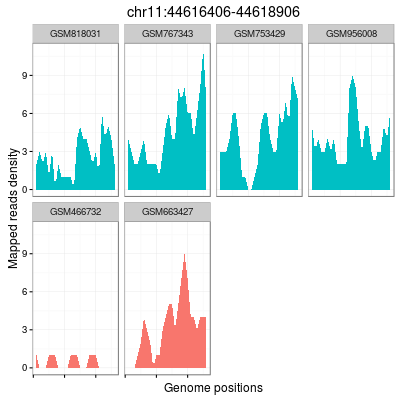 chr11:44616406-44618906
GSM818031 GSM767343 GSM753429 GSM956008
9
6
3
0
GSM466732 GSM663427
9
6
3
0
Mapped reads density
Genome positions